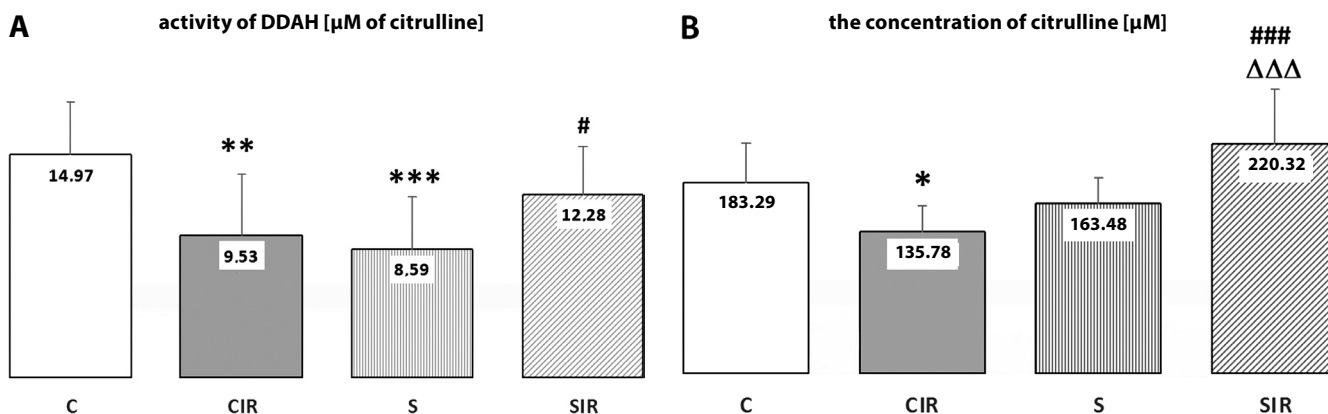 A
activity of DDAH [µM of citrulline]
14.97
**
9.53
***
8,59
#
12,28
C
CIR
S
SIR
B
the concentration of citrulline [µM]
183.29
*
135.78
163.48
###
ΔΔΔ
220.32
C
CIR
S
SIR